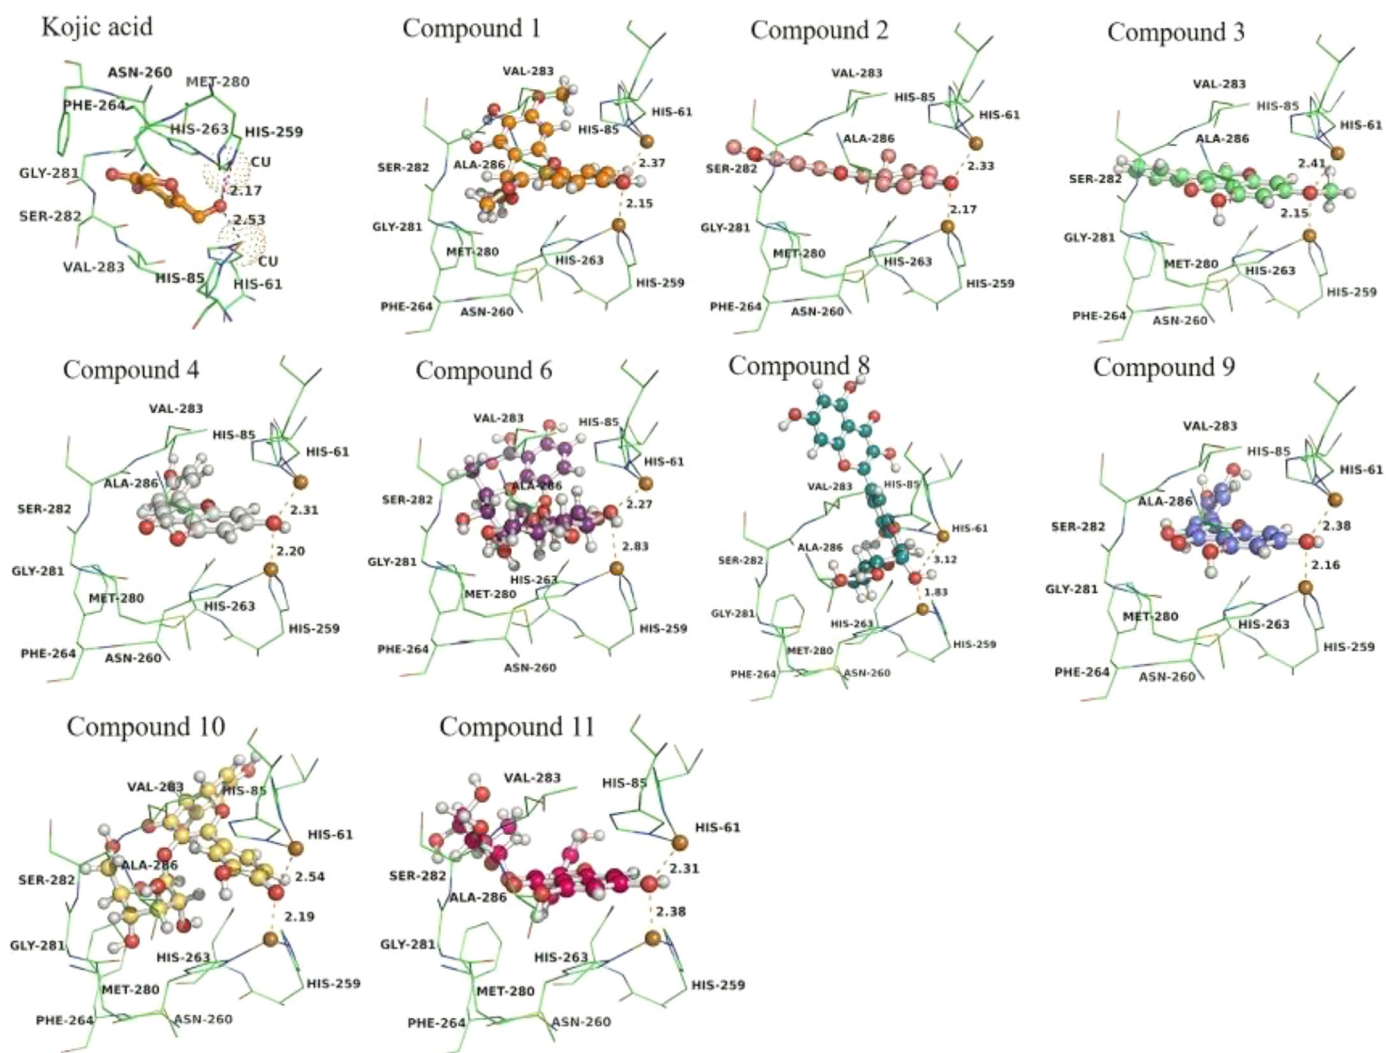 Kojic acid
ASN-260
MET-280
PHE-264
HIS-263
HIS-259
CU
GLY-281
2.17
SER-282
2.53
VAL-283
CU
HIS-85
HIS-61
Compound 1
VAL-283
HIS-61
HIS-85
SER-282
ALA-286
2.37
2.15
GLY-281
MET-280
HIS-263
HIS-259
PHE-264
ASN-260
Compound 2
VAL-283
HIS-85
HIS-61
ALA-286
SER-282
2.33
2.17
GLY-281
MET-280
HIS-263
HIS-259
PHE-264
ASN-260
Compound 3
VAL-283
HIS-85
HIS-61
ALA-286
2.41
SER-282
2.15
GLY-281
MET-280
HIS-263
HIS-259
PHE-264
ASN-260
Compound 4
VAL-283
HIS-85
HIS-61
ALA-286
SER-282
2.31
2.20
GLY-281
MET-280
HIS-263
HIS-259
PHE-264
ASN-260
Compound 6
VAL-283
HIS-85
HIS-61
ALA-286
SER-282
2.27
2.83
GLY-281
HIS-263
MET-280
HIS-259
PHE-264
ASN-260
Compound 8
VAL-283
HIS-85
HIS-61
ALA-286
SER-282
3.12
1.83
GLY-281
HIS-263
HIS-259
MET-280
PHE-264
ASN-260
Compound 9
VAL-283
HIS-85
HIS-61
ALA-286
SER-282
2.38
2.16
GLY-281
MET-280
HIS-263
HIS-259
PHE-264
ASN-260
Compound 10
VAL-283
HIS-85
HIS-61
ALA-286
SER-282
2.54
2.19
GLY-281
HIS-263
HIS-259
MET-280
PHE-264
ASN-260
Compound 11
VAL-283
HIS-85
HIS-61
SER-282
2.31
ALA-286
2.38
GLY-281
HIS-263
HIS-259
MET-280
PHE-264
ASN-260